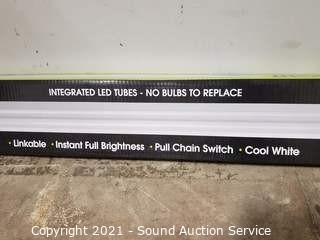 INTEGRATED LED TUBES - NO BULBS TO REPLACE
• Linkable • Instant Full Brightness • Pull Chain Switch • Cool White
Copyright 2021 - Sound Auction Service